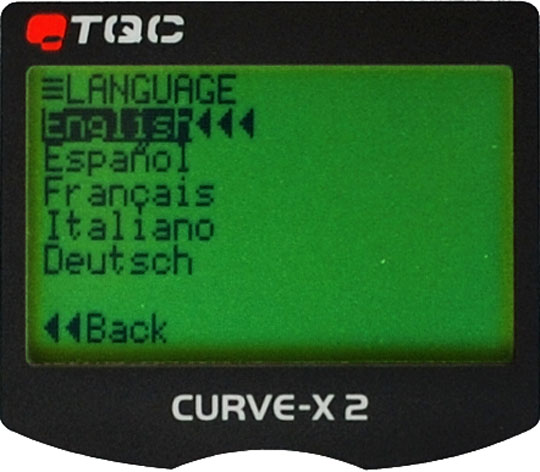 TQC
LANGUAGE
English
Español
Français
Italiano
Deutsch
Back
CURVE-X 2